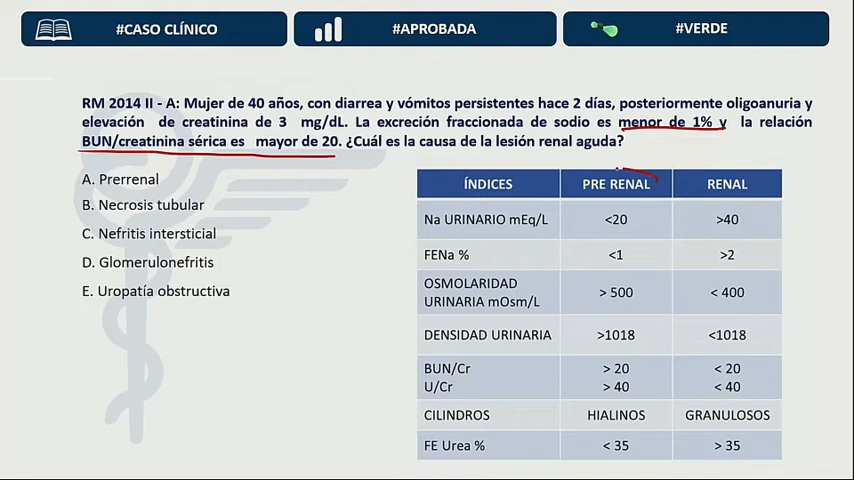 #CASO CLÍNICO
#APROBADA
#VERDE
RM 2014 II - A: Mujer de 40 años, con diarrea y vómitos persistentes hace 2 días, posteriormente oligoanuria y
elevación de creatinina de 3 mg/dL. La excreción fraccionada de sodio es menor de 1% y la relación
BUN/creatinina sérica es mayor de 20. ¿Cuál es la causa de la lesión renal aguda?
A. Prerrenal
B. Necrosis tubular
C. Nefritis intersticial
D. Glomerulonefritis
E. Uropatía obstructiva
ÍNDICES PRE RENAL RENAL
Na URINARIO mEq/L <20 >40
FENa % <1 >2
OSMOLARIDAD
URINARIA mOsm/L > 500 < 400
DENSIDAD URINARIA >1018 <1018
BUN/Cr > 20 < 20
U/Cr > 40 < 40
CILINDROS HIALINOS GRANULOSOS
FE Urea % < 35 > 35